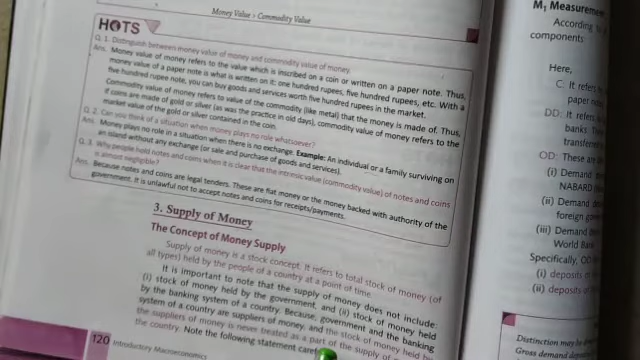 Money Value > Commodity Value
HOTS
Q. 1. Distinguish between money value of money and commodity value of money.
Ans. Money value of money refers to the value which is inscribed on a coin or written on a paper note. Thus,
money value of a paper note is what is written on it: one hundred rupees, five hundred rupees, etc. With a
five hundred rupee note, you can buy goods and services worth five hundred rupees in the market.
Commodity value of money refers to value of the commodity (like metal) that the money is made of. Thus,
if coins are made of gold or silver (as was the practice in old days), commodity value of money refers to the
market value of the gold or silver contained in the coin.
Q. 2. Can you think of a situation when money plays no role whatsoever?
Ans. Money plays no role in a situation when there is no exchange. Example: An individual or a family surviving on
an island without any exchange (or sale and purchase of goods and services).
Q. 3. Why people hold notes and coins when it is clear that the intrinsic value (commodity value) of notes and coins
is almost negligible?
Ans. Because notes and coins are legal tenders. These are fiat money or the money backed with authority of the
government. It is unlawful not to accept notes and coins for receipts/payments.
3. Supply of Money
The Concept of Money Supply
Supply of money is a stock concept. It refers to total stock of money (of
all types) held by the people of a country at a point of time.
It is important to note that the supply of money does not include:
(i) stock of money held by the government, and (ii) stock of money held
by the banking system of a country. Because, government and the banking
system of a country are suppliers of money, and the stock of money held by
the suppliers of money is never treated as a part of the supply of
the country. Note the following statement
120
Introductory Macroeconomics
M1 Measurement
According to
components:
Here,
C: It refers
paper
DD: It refers to
banks. The
transferred
OD: These are
(i) Demand
NABARD
(ii) Demand
foreign
(iii) Demand
World Bank
Specifically,
(i) deposits
(ii) deposits
Distinction may be
Gross demand